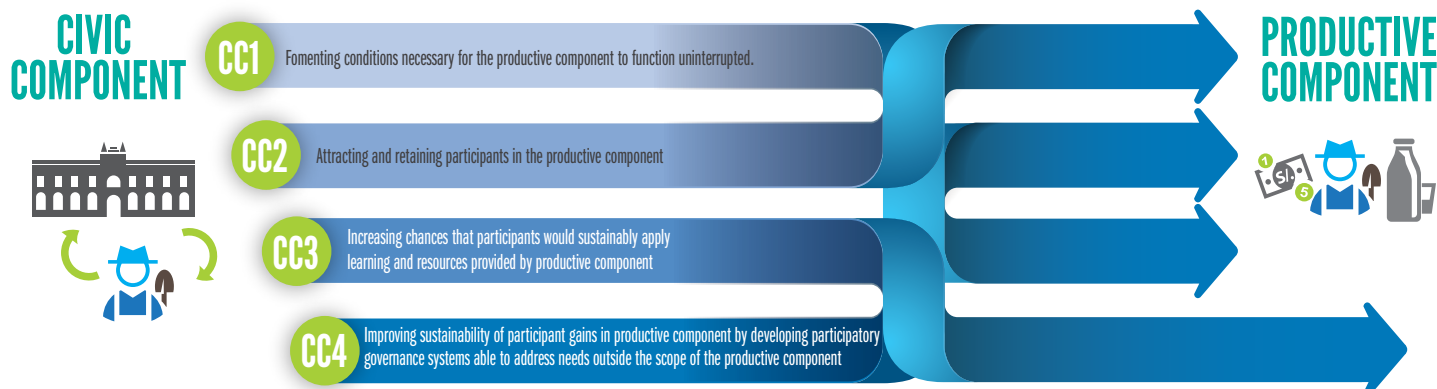 CIVIC
COMPONENT
CC1
Fomenting conditions necessary for the productive component to function uninterrupted.
CC2
Attracting and retaining participants in the productive component
CC3
Increasing chances that participants would sustainably apply
learning and resources provided by productive component
CC4
Improving sustainability of participant gains in productive component by developing participatory
governance systems able to address needs outside the scope of the productive component
PRODUCTIVE
COMPONENT
1
S/.
5